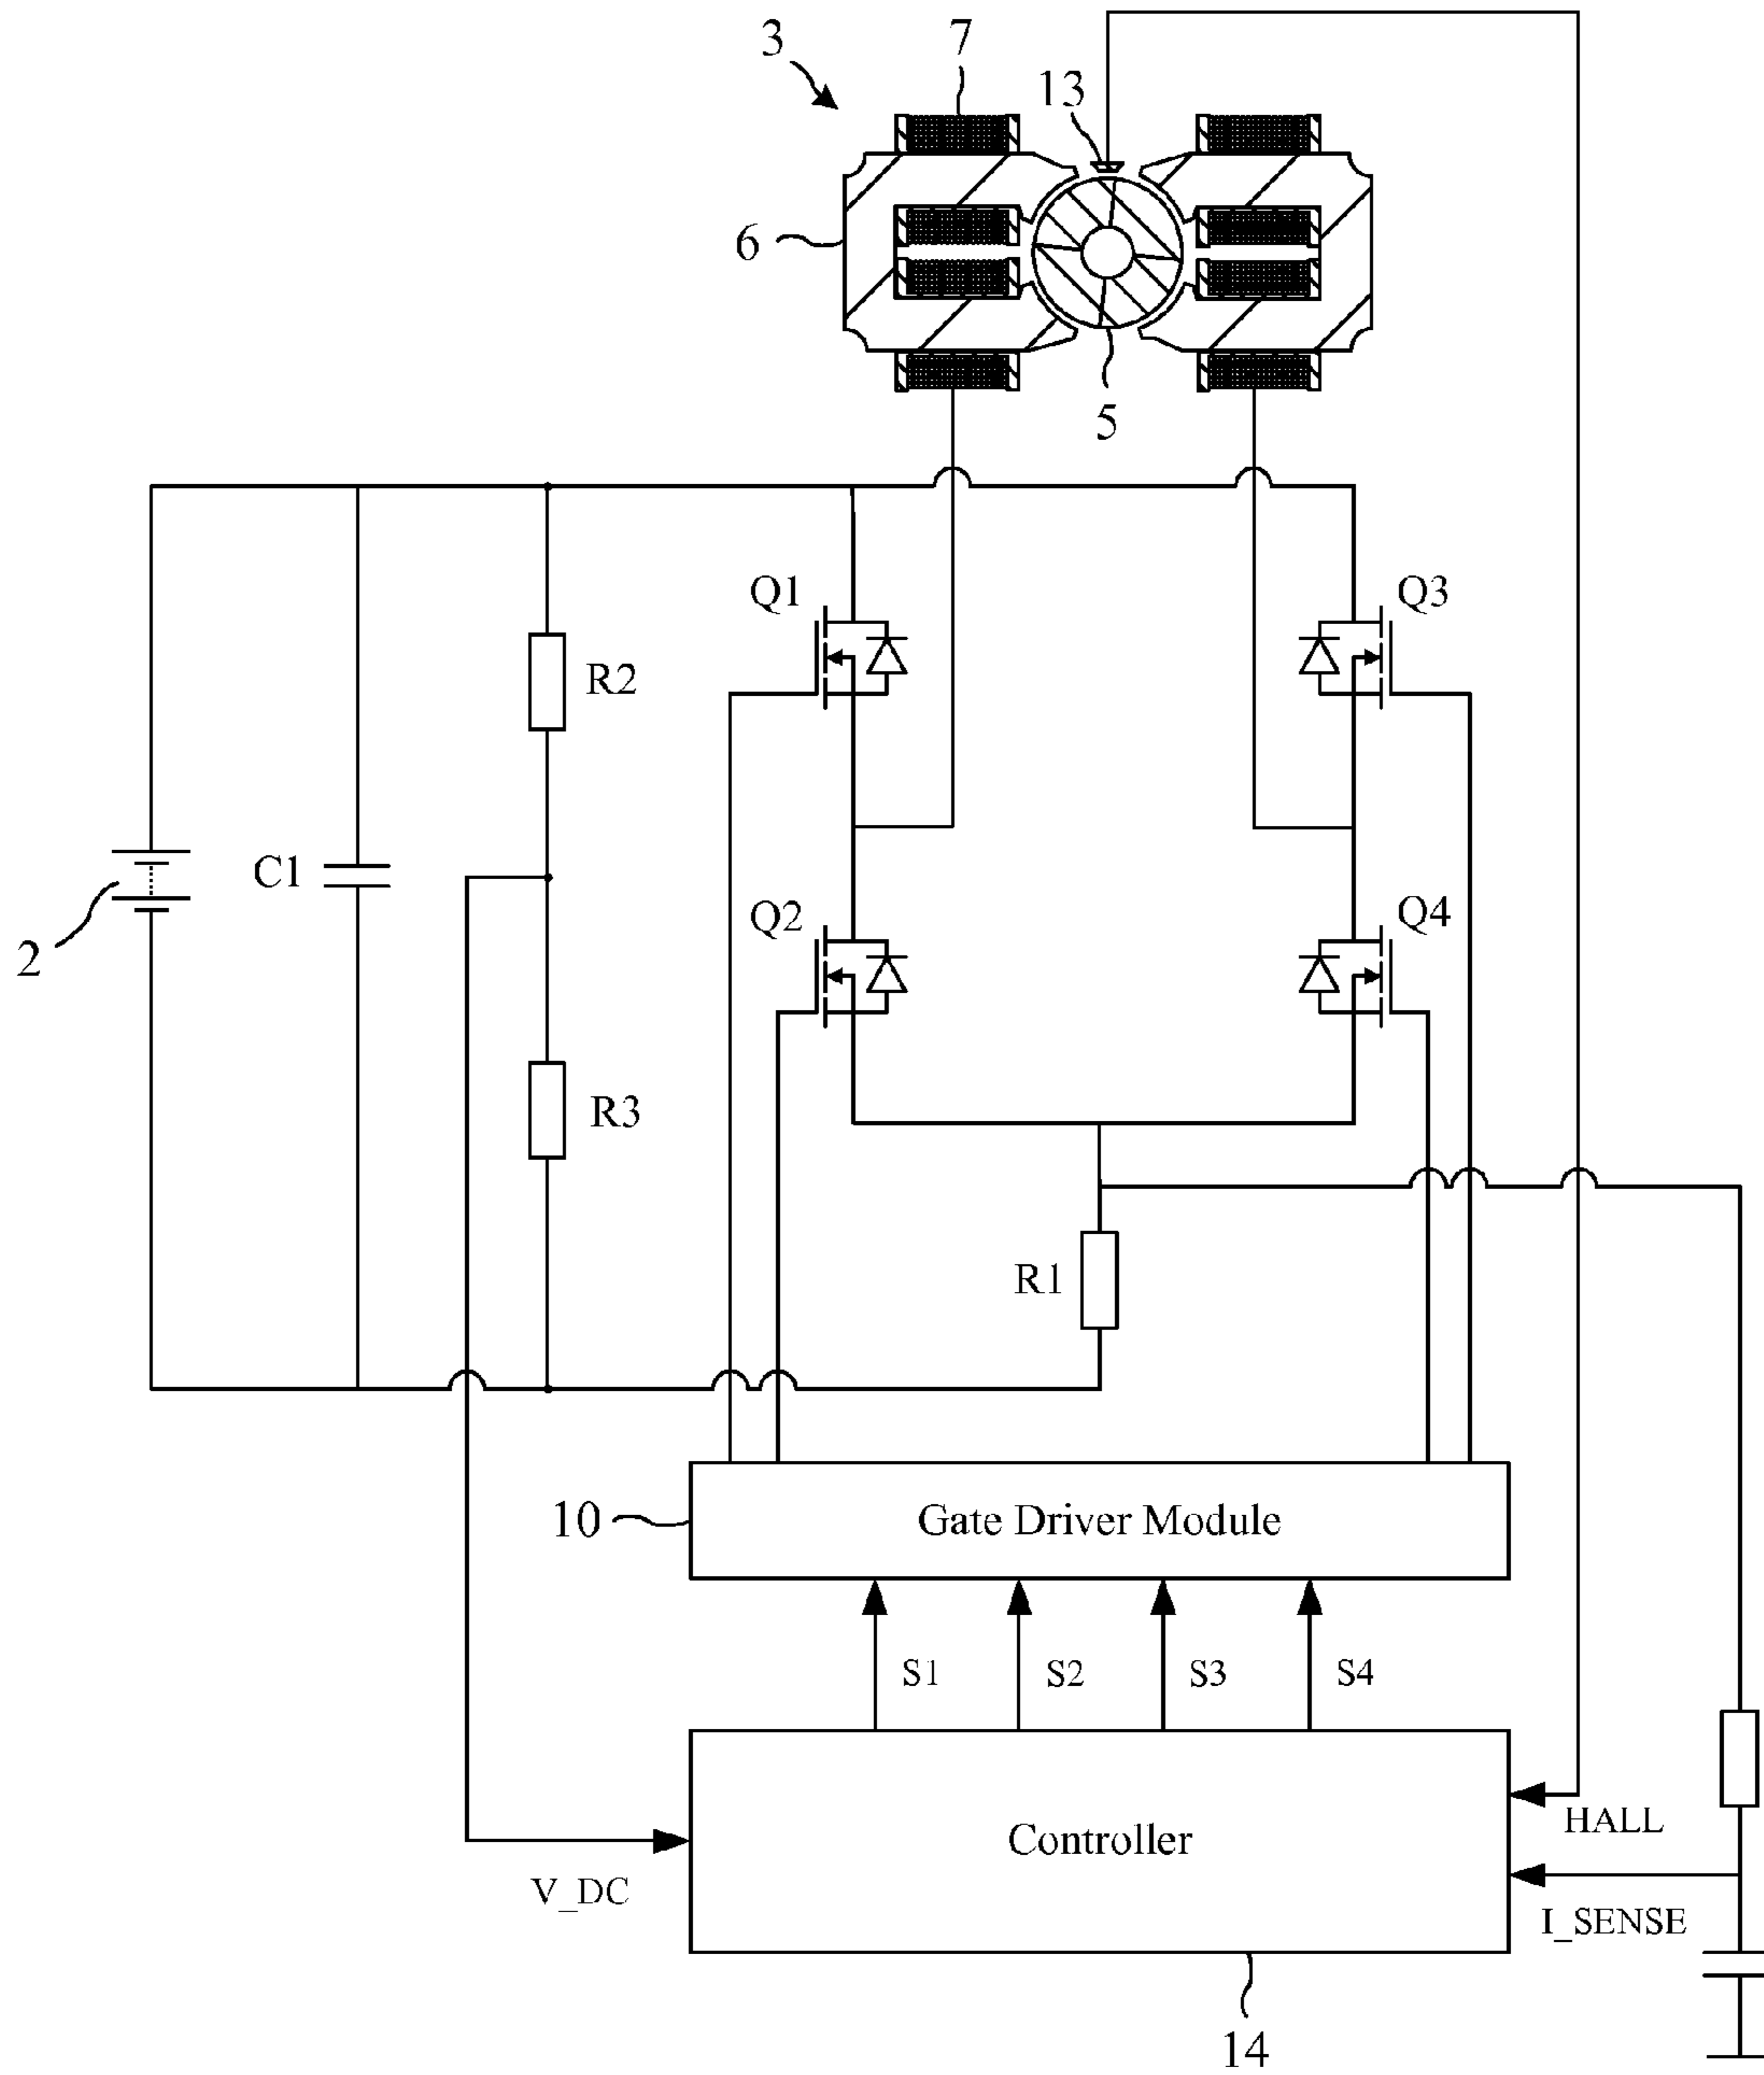 3
7
13
6
5
Q1
Q3
R2
C1
Q2
Q4
2
R3
R1
10
Gate Driver Module
S1
S2
S3
S4
HALL
Controller
V_DC
I_SENSE
14